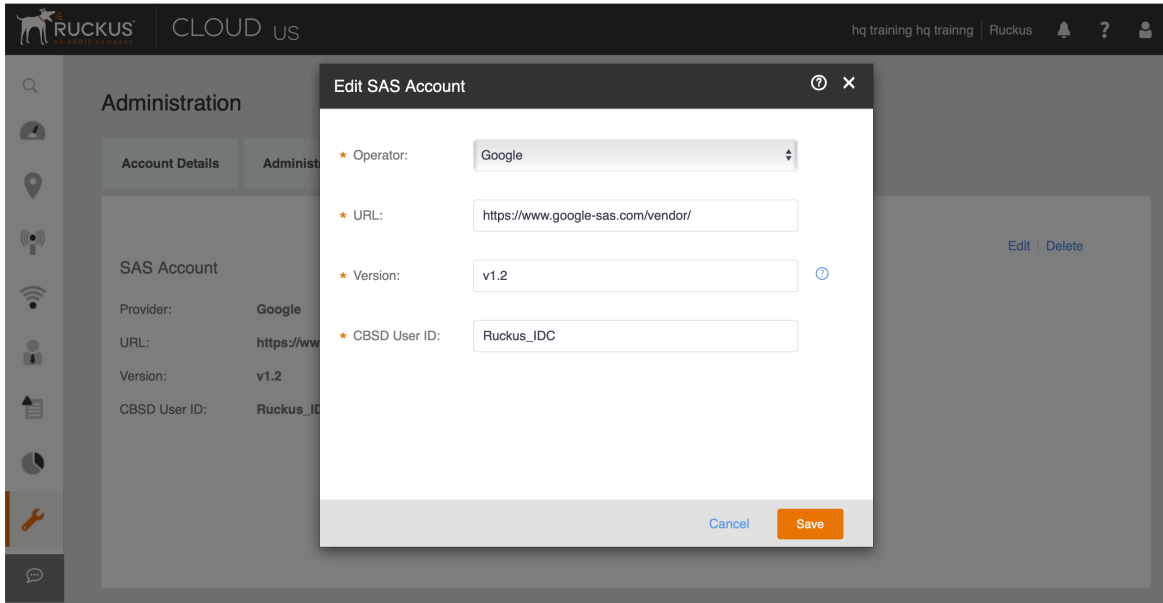 RUCKUS™
an ARRIS company
CLOUD US
hq training hq trainng
Ruckus
?
Administration
Account Details
Administ
SAS Account
Edit
Delete
Provider:
Google
URL:
https://ww
Version:
v1.2
CBSD User ID:
Ruckus_ID
Edit SAS Account
?
* Operator:
Google
* URL:
https://www.google-sas.com/vendor/
* Version:
v1.2
?
* CBSD User ID:
Ruckus_IDC
Cancel
Save